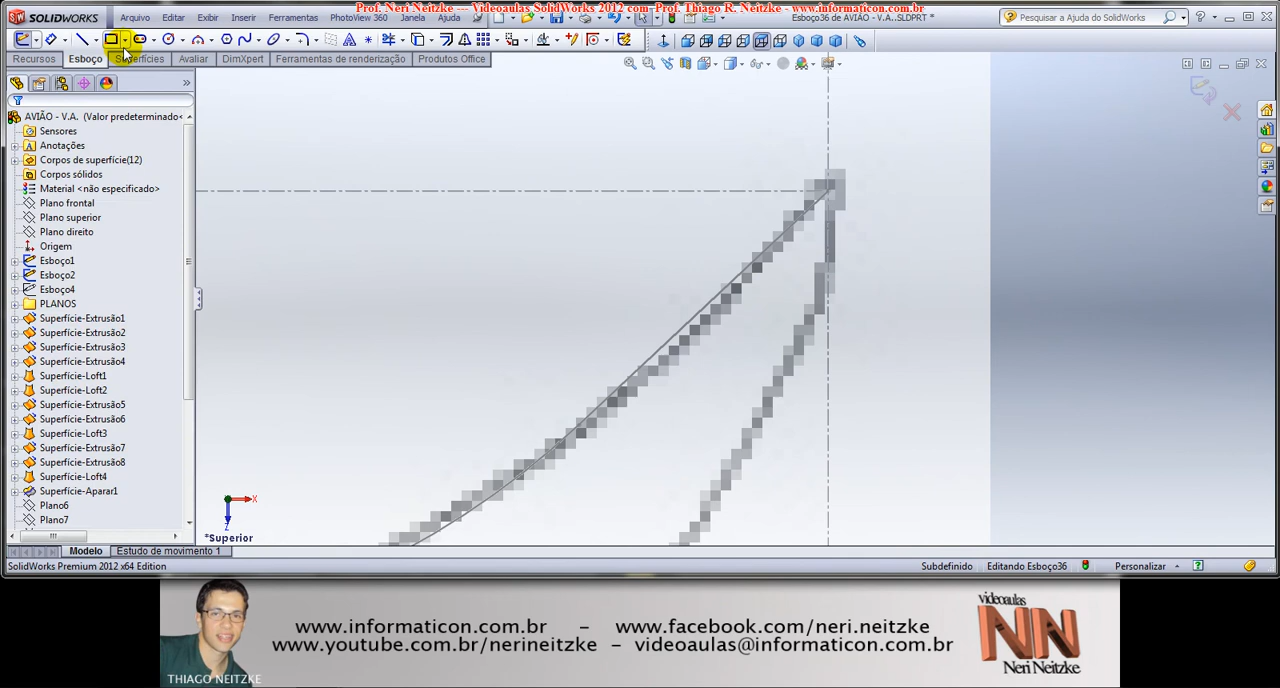 Prof. Neri Neitzke --- Videoaulas SolidWorks 2012 com Prof. Thiago R. Neitzke - www.informaticon.com.br
SOLIDWORKS Arquivo Editar Exibir Inserir Ferramentas PhotoView 360 Janela Ajuda Esboço36 de AVIÃO - V.A..SLDPRT * Pesquisar a Ajuda do SolidWorks
Recursos Esboço Superfícies Avaliar DimXpert Ferramentas de renderização Produtos Office
AVIÃO - V.A. (Valor predeterminado<
Sensores
Anotações
Corpos de superfície(12)
Corpos sólidos
Material <não especificado>
Plano frontal
Plano superior
Plano direito
Origem
Esboço1
Esboço2
Esboço4
PLANOS
Superfície-Extrusão1
Superfície-Extrusão2
Superfície-Extrusão3
Superfície-Extrusão4
Superfície-Loft1
Superfície-Loft2
Superfície-Extrusão5
Superfície-Extrusão6
Superfície-Loft3
Superfície-Extrusão7
Superfície-Extrusão8
Superfície-Loft4
Superfície-Aparar1
Plano6
Plano7
X
Z
*Superior
Modelo Estudo de movimento 1
SolidWorks Premium 2012 x64 Edition Subdefinido Editando Esboço36 Personalizar
www.informaticon.com.br - www.facebook.com/neri.neitzke
www.youtube.com.br/nerineitzke - videoaulas@informaticon.com.br
THIAGO NEITZKE
videoaulas
NN
Neri Neitzke